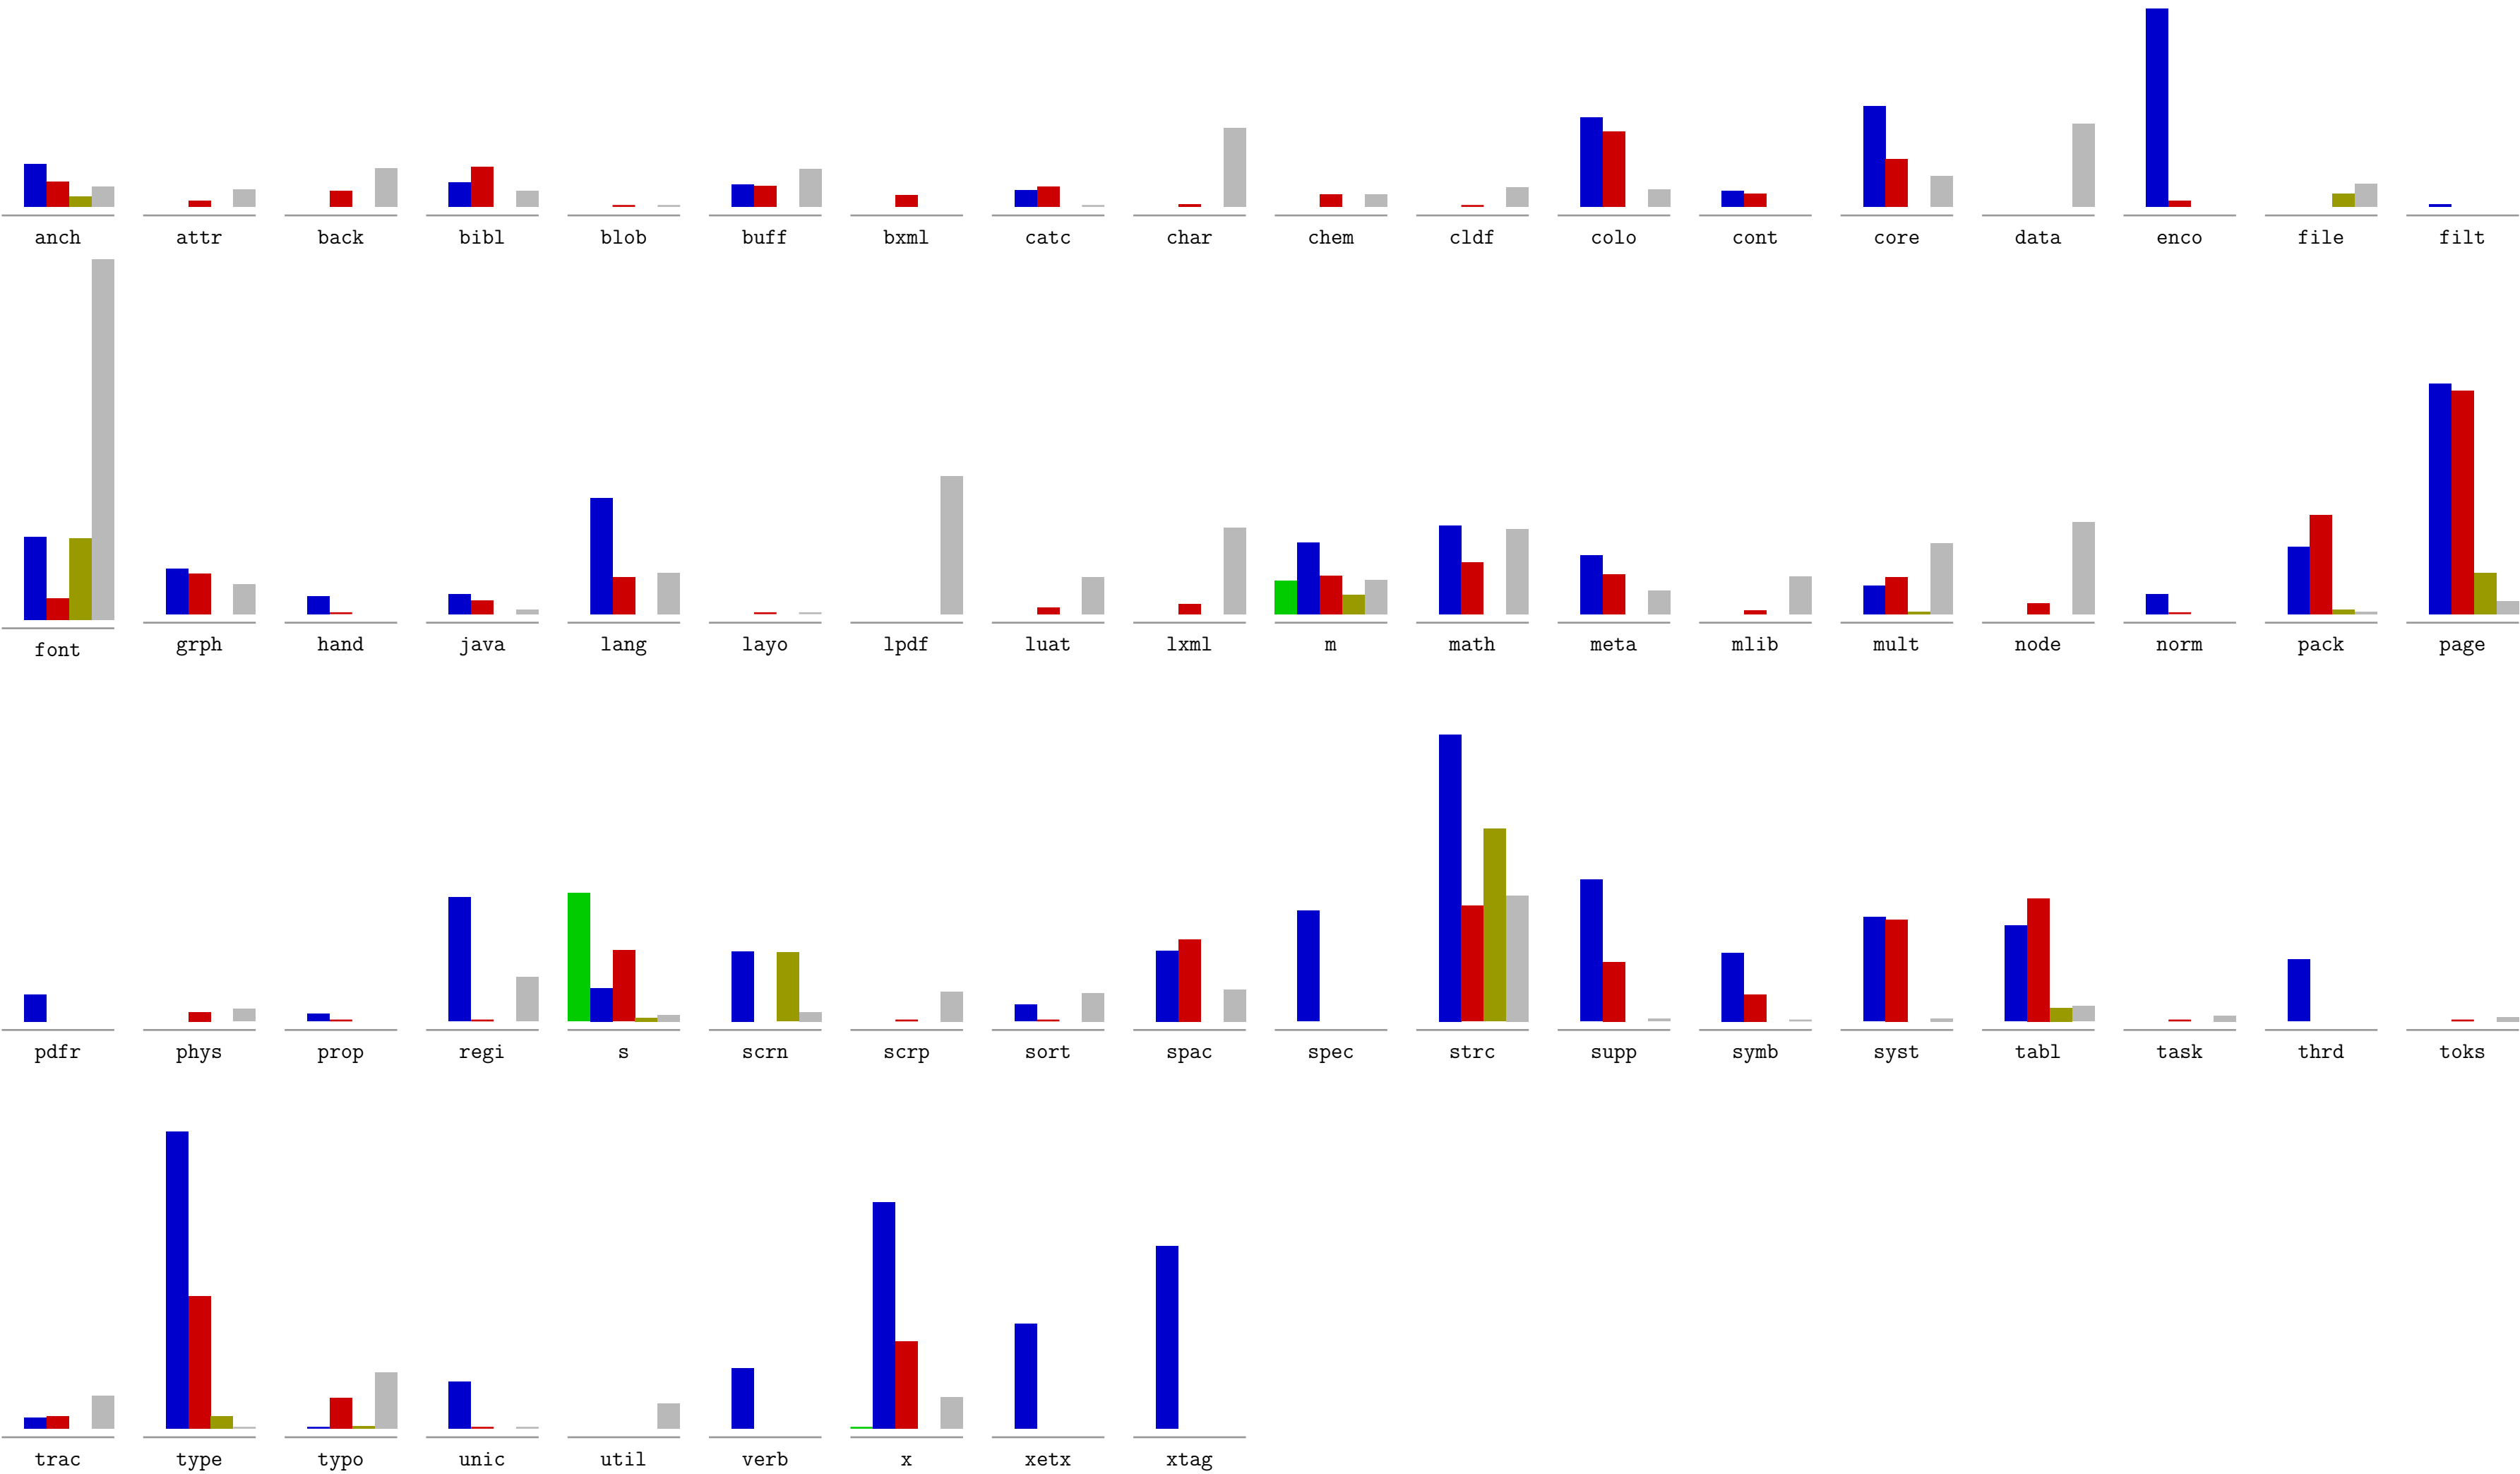 anch attr back bibl blob buff bxml catc char chem cldf colo cont core data enco file filt
font grph hand java lang layo lpdf luat lxml m math meta mlib mult node norm pack page
pdfr phys prop regi s scrn scrp sort spac spec strc supp symb syst tabl task thrd toks
trac type typo unic util verb x xetx xtag